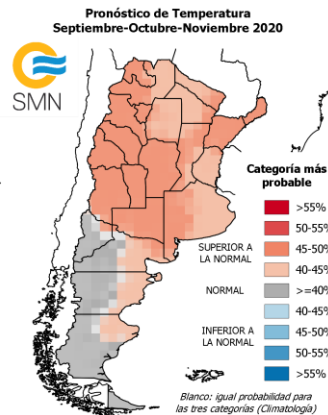 Pronóstico de Temperatura
Septiembre-Octubre-Noviembre 2020
SMN
Categoría más
probable
>55%
50-55%
45-50%
SUPERIOR A
LA NORMAL
40-45%
NORMAL
>=40%
40-45%
INFERIOR A
LA NORMAL
45-50%
50-55%
>55%
Blanco: igual probabilidad para
las tres categorías (Climatología)